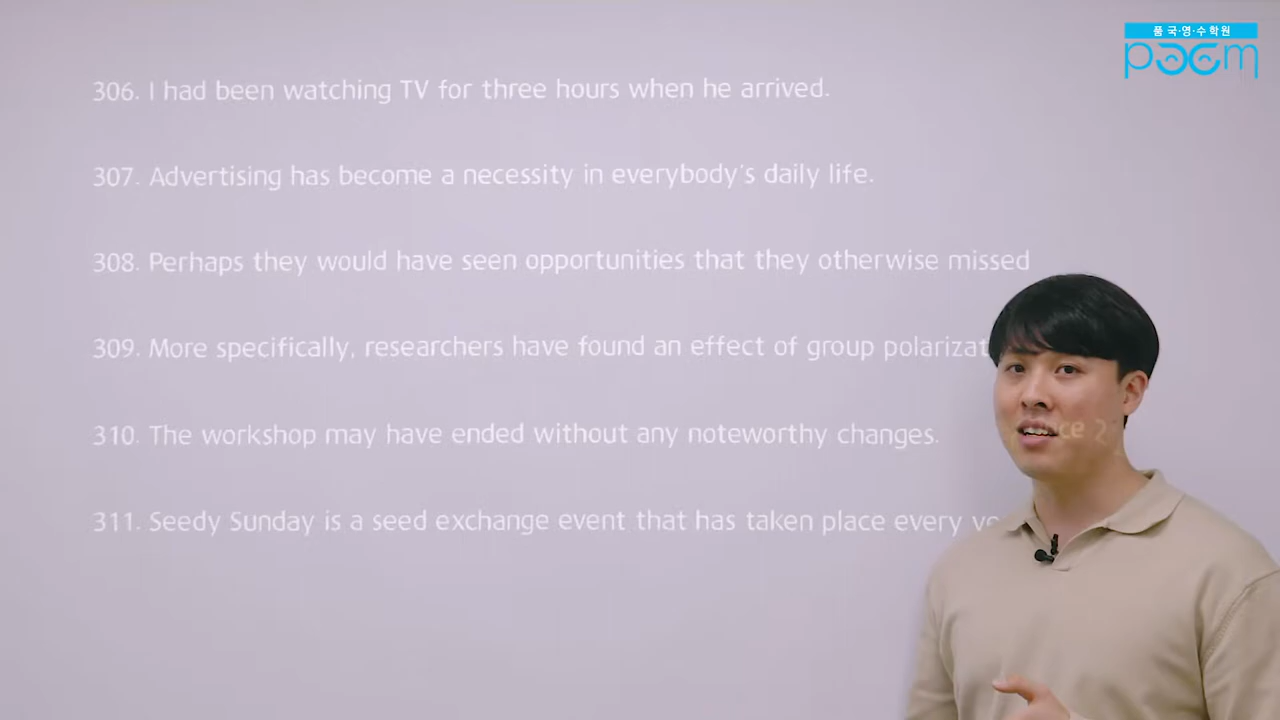 품 국·영·수 학원
poem
306. I had been watching TV for three hours when he arrived.
307. Advertising has become a necessity in everybody's daily life.
308. Perhaps they would have seen opportunities that they otherwise missed
309. More specifically, researchers have found an effect of group
310. The workshop may have ended without any noteworthy changes.
311. Seedy Sunday is a seed exchange event that has taken place every